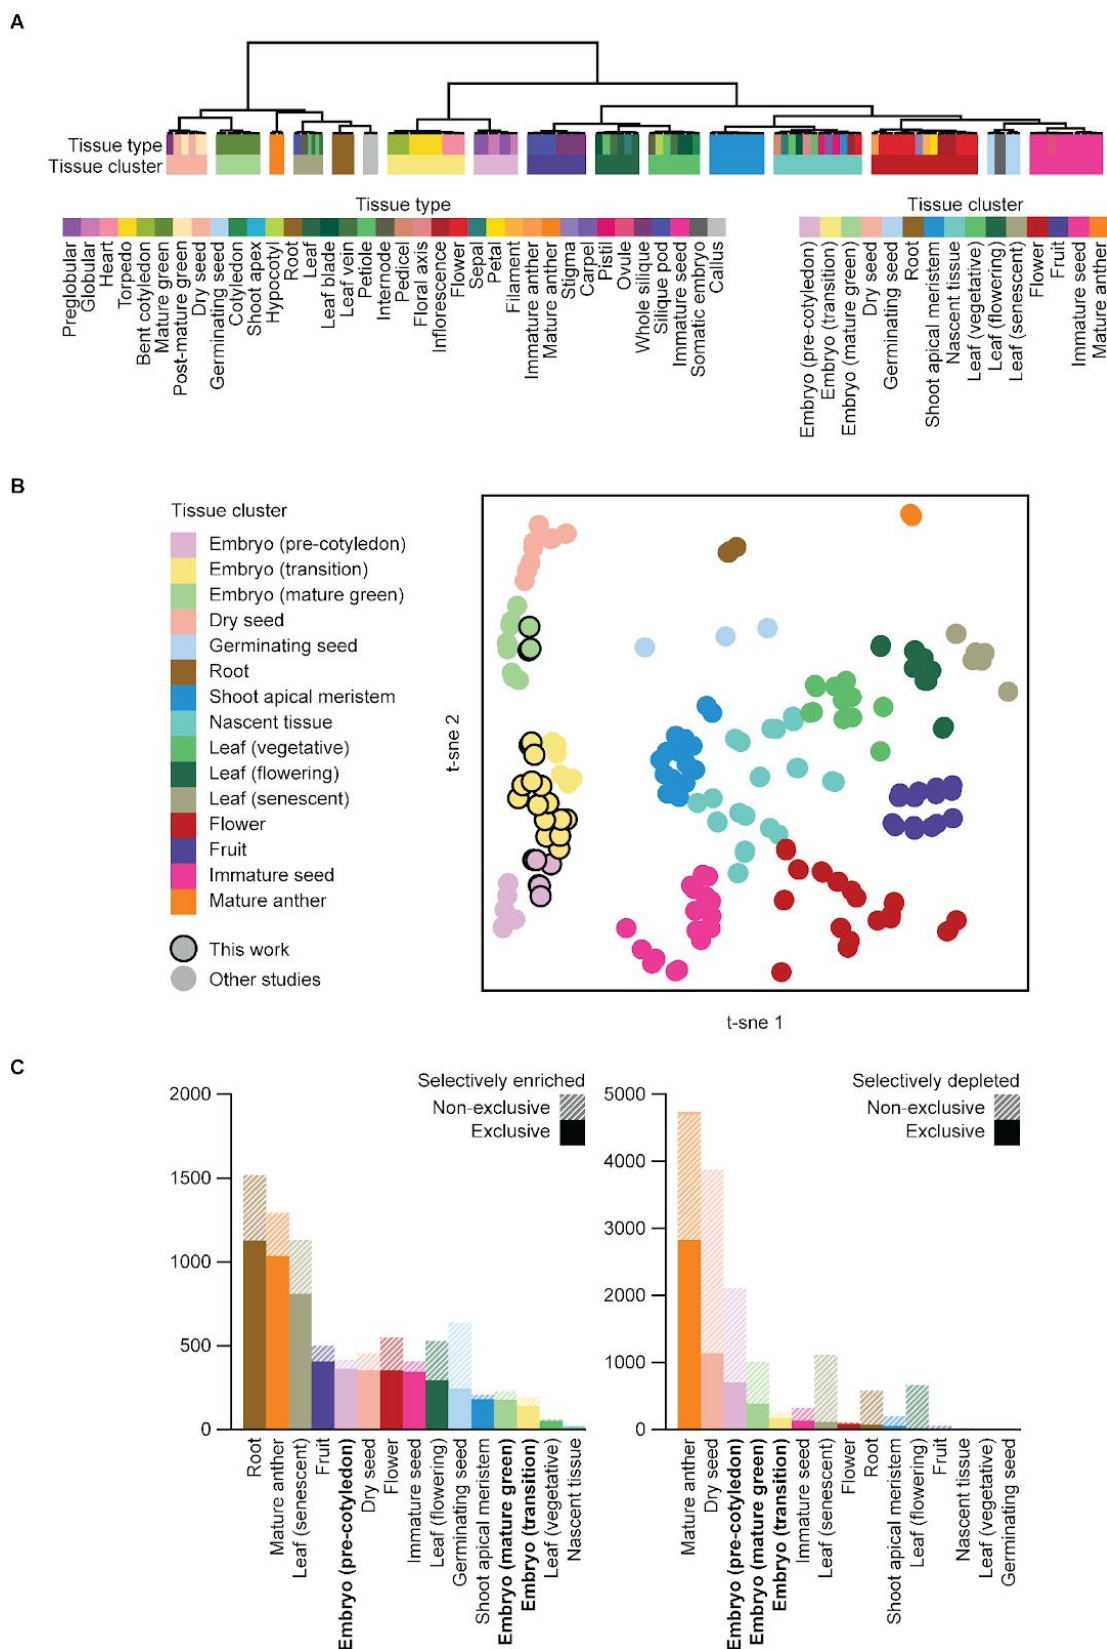 A
Tissue type
Tissue cluster
Tissue type
Tissue cluster
Preglobular
Globular
Heart
Torpedo
Bent cotyledon
Mature green
Post-mature green
Dry seed
Germinating seed
Cotyledon
Shoot apex
Hypocotyl
Root
Leaf
Leaf blade
Leaf vein
Petiole
Internode
Pedicel
Floral axis
Inflorescence
Flower
Sepal
Petal
Filament
Immature anther
Mature anther
Stigma
Carpel
Pistil
Ovule
Whole silique
Silique pod
Immature seed
Somatic embryo
Callus
Embryo (pre-cotyledon)
Embryo (transition)
Embryo (mature green)
Dry seed
Germinating seed
Root
Shoot apical meristem
Nascent tissue
Leaf (vegetative)
Leaf (flowering)
Leaf (senescent)
Flower
Fruit
Immature seed
Mature anther
B
Tissue cluster
Embryo (pre-cotyledon)
Embryo (transition)
Embryo (mature green)
Dry seed
Germinating seed
Root
Shoot apical meristem
Nascent tissue
Leaf (vegetative)
Leaf (flowering)
Leaf (senescent)
Flower
Fruit
Immature seed
Mature anther
This work
Other studies
t-sne 2
t-sne 1
C
Selectively enriched
Non-exclusive
Exclusive
2000
1500
1000
500
0
Root
Mature anther
Leaf (senescent)
Fruit
Embryo (pre-cotyledon)
Dry seed
Flower
Immature seed
Leaf (flowering)
Germinating seed
Shoot apical meristem
Embryo (mature green)
Embryo (transition)
Leaf (vegetative)
Nascent tissue
Selectively depleted
Non-exclusive
Exclusive
5000
4000
3000
2000
1000
0
Mature anther
Dry seed
Embryo (pre-cotyledon)
Embryo (mature green)
Embryo (transition)
Immature seed
Leaf (senescent)
Flower
Root
Shoot apical meristem
Leaf (flowering)
Fruit
Nascent tissue
Leaf (vegetative)
Germinating seed